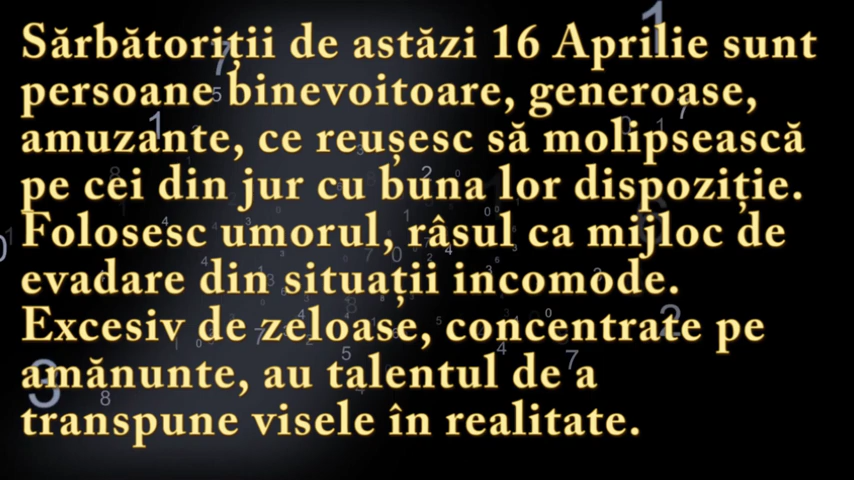 Sărbătoriții de astăzi 16 Aprilie sunt
persoane binevoitoare, generoase,
amuzante, ce reușesc să molipsească
pe cei din jur cu buna lor dispoziție.
Folosesc umorul, râsul ca mijloc de
evadare din situații incomode.
Excesiv de zeloase, concentrate pe
amănunte, au talentul de a
transpune visele în realitate.